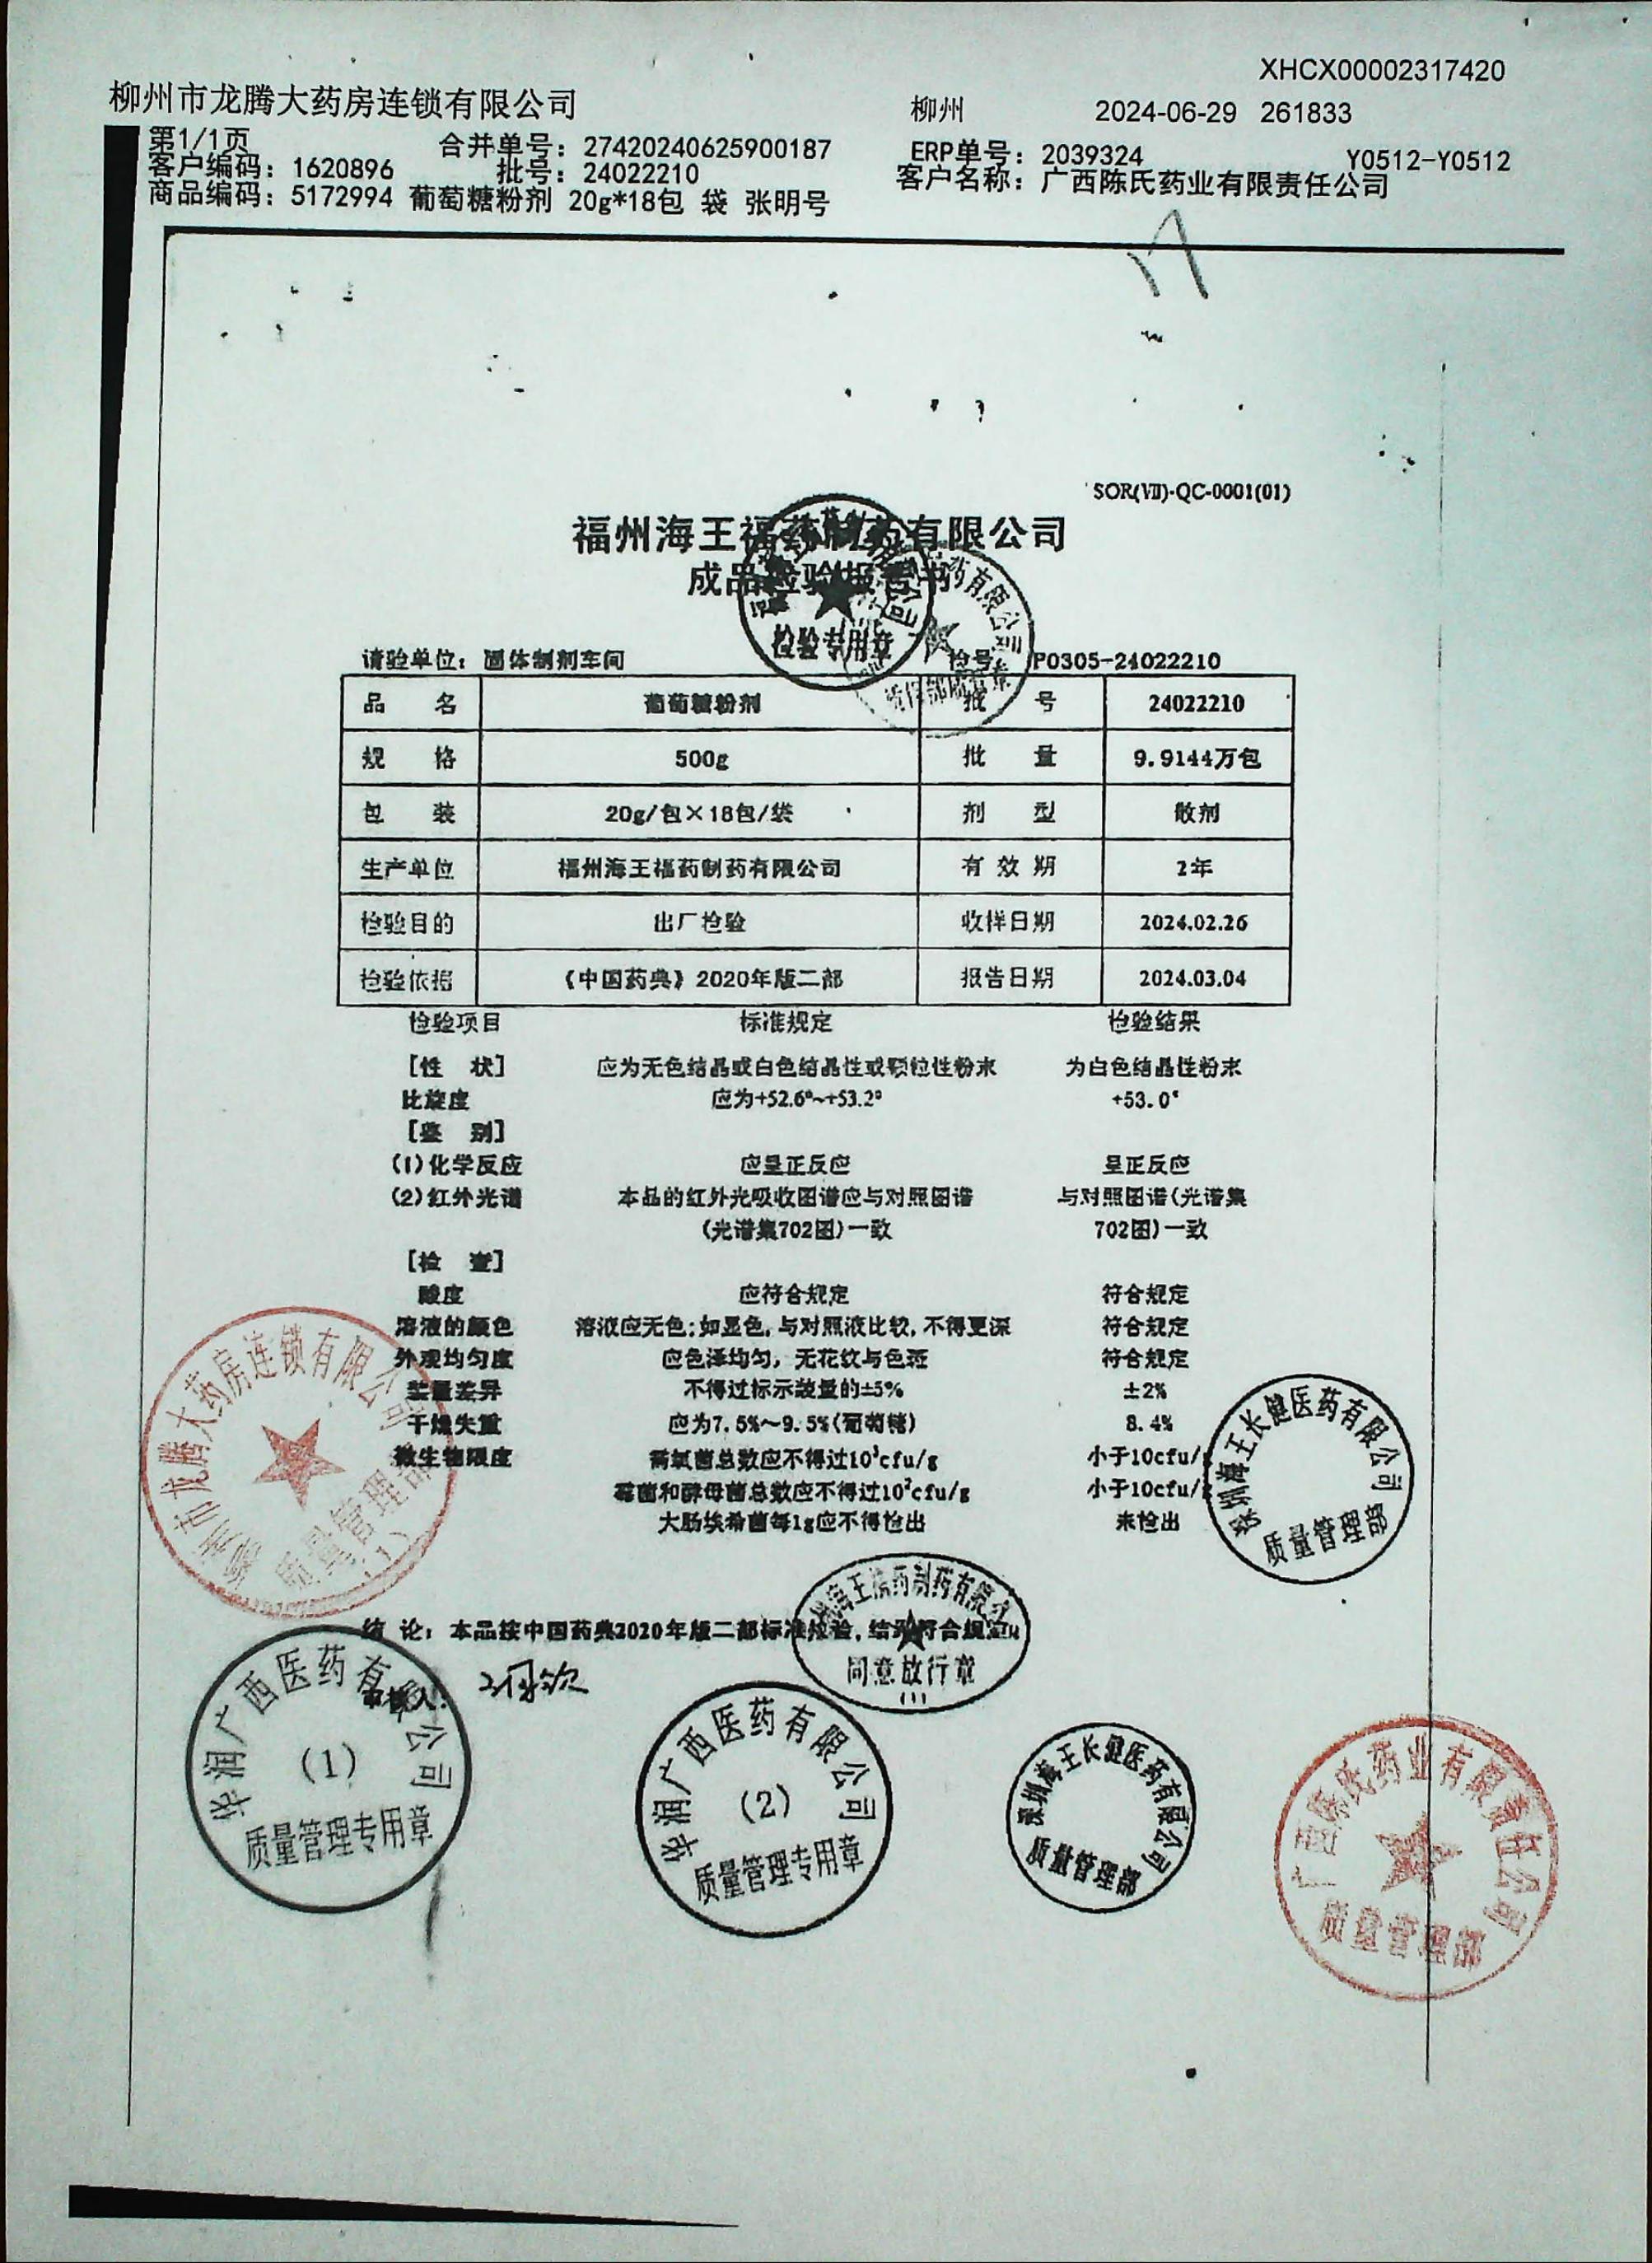 XHCX00002317420
柳州市龙腾大药房连锁有限公司 柳州 2024-06-29 261833
第1/1页 合并单号：27420240625900187 ERP单号：2039324 Y0512-Y0512
客户编码：1620896 批号：24022210 客户名称：广西陈氏药业有限责任公司
商品编码：5172994 葡萄糖粉剂 20g*18包 袋 张明号
SOR(VII)-QC-0001(01)
福州海王福药制药有限公司
成品检验报告书
检验专用章
请验单位：固体制剂车间 检号 P0305-24022210
品 名 葡萄糖粉剂 批 号 24022210
规 格 500g 批 量 9.9144万包
包 装 20g/包×18包/袋 剂 型 散剂
生产单位 福州海王福药制药有限公司 有 效 期 2年
检验目的 出厂检验 收样日期 2024.02.26
检验依据 《中国药典》2020年版二部 报告日期 2024.03.04
检验项目 标准规定 检验结果
[性 状] 应为无色结晶或白色结晶性或颗粒性粉末 为白色结晶性粉末
比旋度 应为+52.6°~+53.2° +53.0°
[鉴 别]
(1)化学反应 应呈正反应 呈正反应
(2)红外光谱 本品的红外光吸收图谱应与对照图谱 与对照图谱(光谱集
(光谱集702图)一致 702图)一致
[检 查]
酸度 应符合规定 符合规定
溶液的颜色 溶液应无色；如显色，与对照液比较，不得更深 符合规定
外观均匀度 应色泽均匀，无花纹与色斑 符合规定
装量差异 不得过标示装量的±5% ±2%
干燥失重 应为7.5%～9.5%(葡萄糖) 8.4%
微生物限度 需氧菌总数应不得过10³cfu/g 小于10cfu/
霉菌和酵母菌总数应不得过10²cfu/g 小于10cfu/
大肠埃希菌每1g应不得检出 未检出
柳州市龙腾大药房连锁有限公司
质量管理部
(1)
深圳海王长健医药有限公司
质量管理部
结 论：本品按中国药典2020年版二部标准检验，结果符合规定
海王福药制药有限公
同意放行章
(1)
审核人：
华润广西医药有限公司
(1)
质量管理专用章
华润广西医药有限公司
(2)
质量管理专用章
深圳海王长健医药有限公司
质量管理部
广西陈氏药业有限责任公司
质量管理部